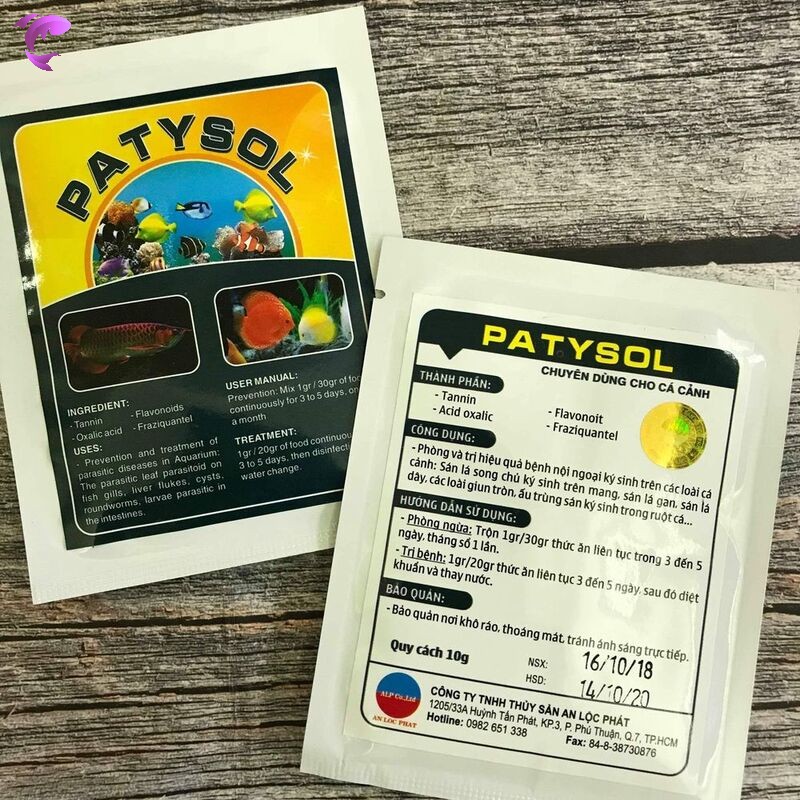 PATYSOL
INGREDIENT:
- Tannin - Flavonoids
- Oxalic acid - Fraziquantel
USES:
- Prevention and treatment of
parasitic diseases in Aquarium:
The parasitic leaf parasitoid on
fish gills, liver flukes, cysts,
roundworms, larvae parasitic in
the intestines.
USER MANUAL:
Prevention: Mix 1gr / 30gr of foo
continuously for 3 to 5 days, on
a month
TREATMENT:
1gr / 20gr of food continuou
3 to 5 days, then disinfect
water change.
PATYSOL
CHUYÊN DÙNG CHO CÁ CẢNH
THÀNH PHẦN:
- Tannin - Flavonoit
- Acid oxalic - Fraziquantel
CÔNG DỤNG:
- Phòng và trị hiệu quả bệnh nội ngoại ký sinh trên các loài cá
cảnh: Sán lá song chủ ký sinh trên mang, sán lá gan, sán lá
dây, các loài giun tròn, ấu trùng sán ký sinh trong ruột cá...
HƯỚNG DẪN SỬ DỤNG:
- Phòng ngừa: Trộn 1gr/30gr thức ăn liên tục trong 3 đến 5
ngày, tháng số 1 lần.
- Trị bệnh: 1gr/20gr thức ăn liên tục 3 đến 5 ngày, sau đó diệt
khuẩn và thay nước.
BẢO QUẢN:
- Bảo quản nơi khô ráo, thoáng mát, tránh ánh sáng trực tiếp.
Quy cách 10g
NSX: 16/10/18
HSD: 14/10/20
ALP Co.,Ltd
AN LOC PHAT
CÔNG TY TNHH THỦY SẢN AN LỘC PHÁT
1205/33A Huỳnh Tấn Phát, KP.3, P. Phú Thuận, Q.7, TP.HCM
Hotline: 0982 651 338 Fax: 84-8-38730876